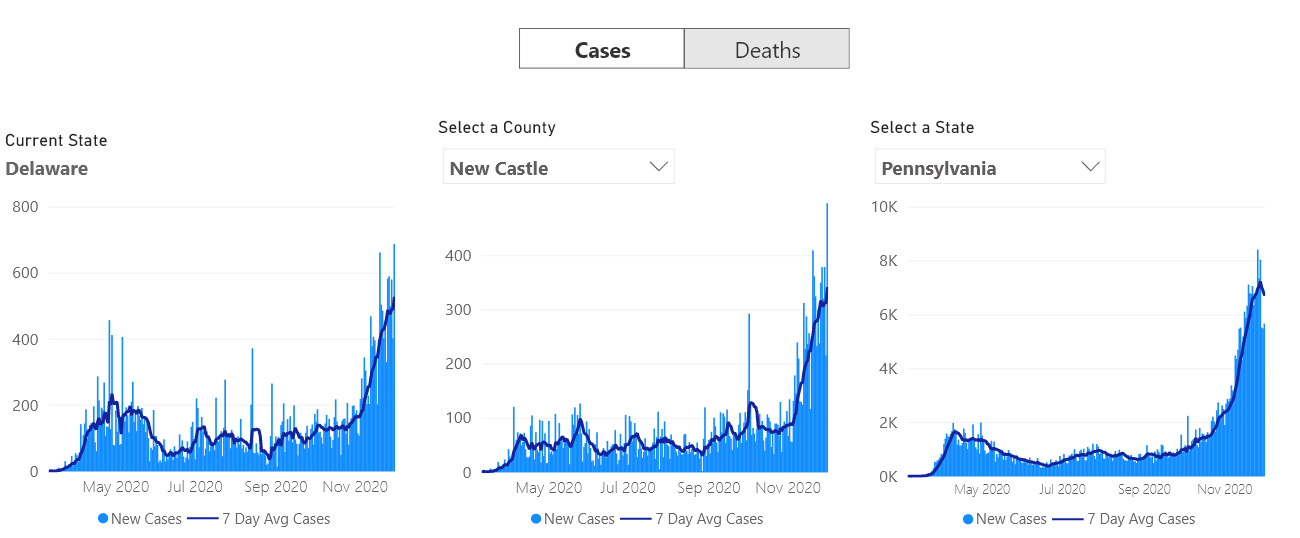 Cases Deaths
Current State
Delaware
800
600
400
200
0
May 2020 Jul 2020 Sep 2020 Nov 2020
New Cases 7 Day Avg Cases
Select a County
New Castle
400
300
200
100
0
May 2020 Jul 2020 Sep 2020 Nov 2020
New Cases 7 Day Avg Cases
Select a State
Pennsylvania
10K
8K
6K
4K
2K
0K
May 2020 Jul 2020 Sep 2020 Nov 2020
New Cases 7 Day Avg Cases